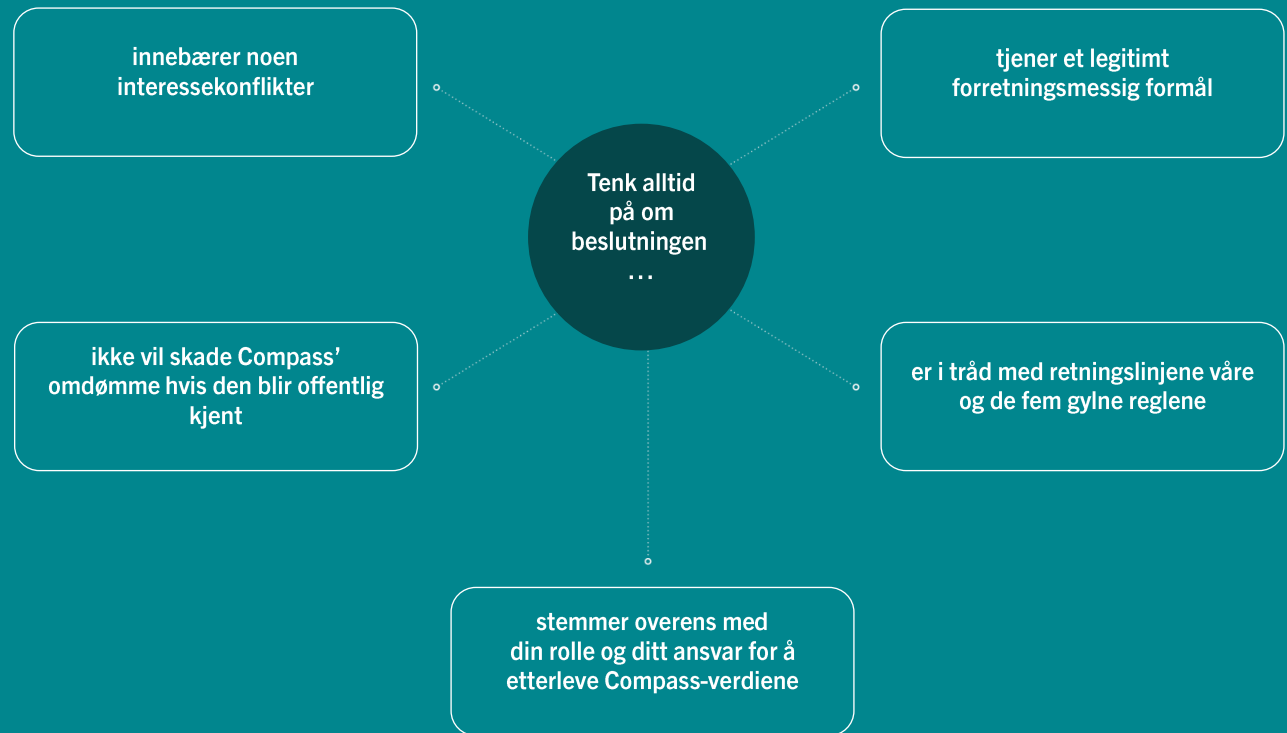 innebærer noen
interessekonflikter
tjener et legitimt
forretningsmessig formål
Tenk alltid
på om
beslutningen
...
ikke vil skade Compass’
omdømme hvis den blir offentlig
kjent
er i tråd med retningslinjene våre
og de fem gylne reglene
stemmer overens med
din rolle og ditt ansvar for å
etterleve Compass-verdiene